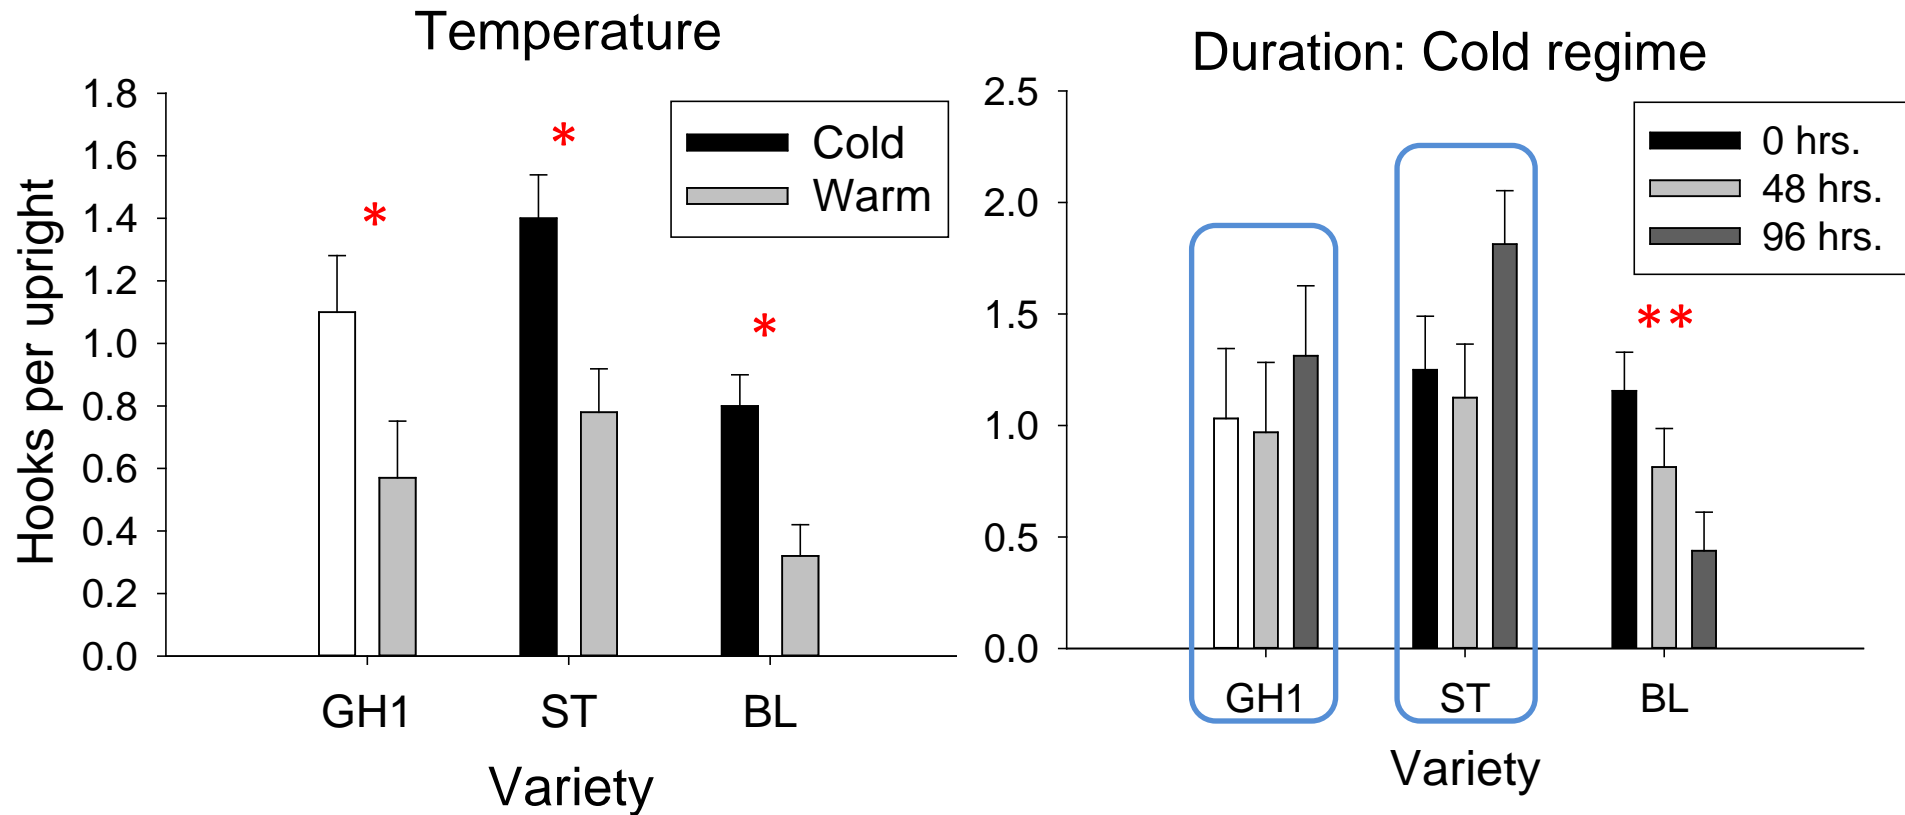 Temperature
1.8
1.6
1.4
1.2
1.0
0.8
0.6
0.4
0.2
0.0
Hooks per upright
*
*
*
Cold
Warm
GH1 ST BL
Variety
Duration: Cold regime
2.5
2.0
1.5
1.0
0.5
0.0
0 hrs.
48 hrs.
96 hrs.
**
GH1 ST BL
Variety